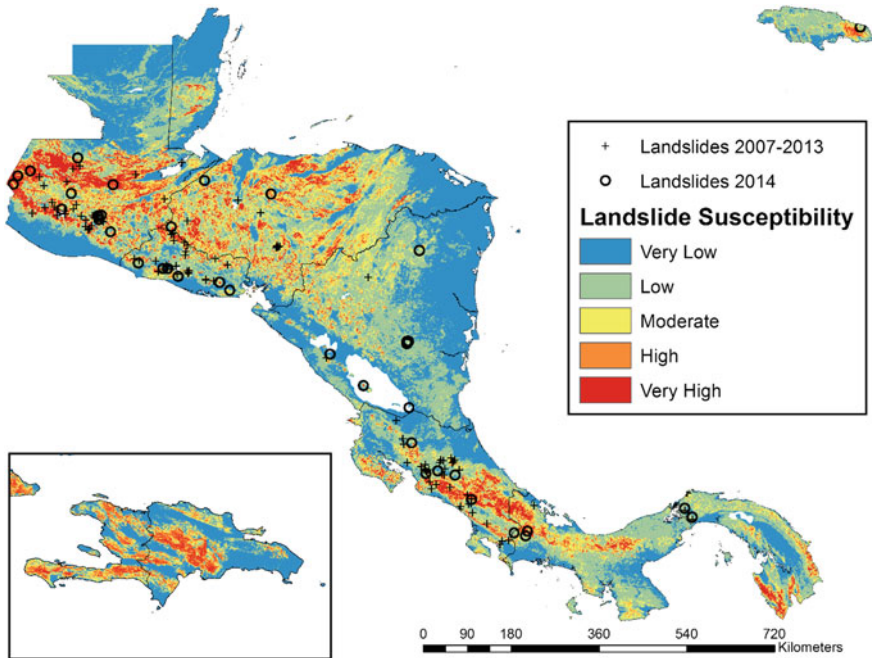 + Landslides 2007-2013
Landslides 2014
Landslide Susceptibility
Very Low
Low
Moderate
High
Very High
0 90 180 360 540 720
Kilometers